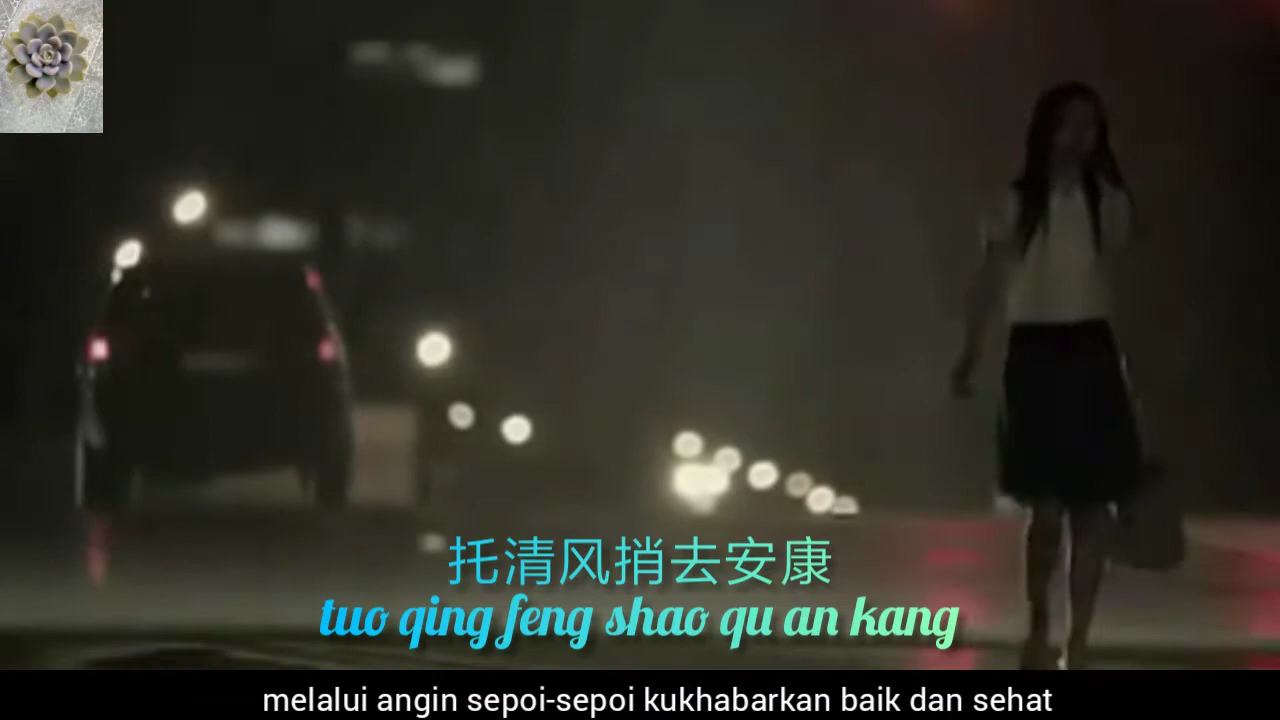 托清风捎去安康
tuo qing feng shao qu an kang
melalui angin sepoi-sepoi kukhabarkan baik dan sehat